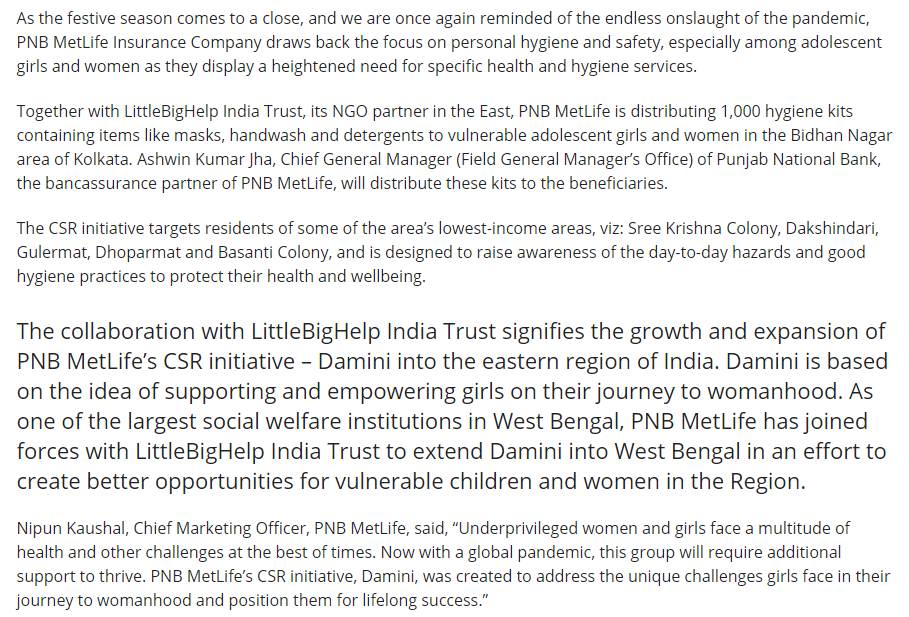 As the festive season comes to a close, and we are once again reminded of the endless onslaught of the pandemic,
PNB MetLife Insurance Company draws back the focus on personal hygiene and safety, especially among adolescent
girls and women as they display a heightened need for specific health and hygiene services.
Together with LittleBigHelp India Trust, its NGO partner in the East, PNB MetLife is distributing 1,000 hygiene kits
containing items like masks, handwash and detergents to vulnerable adolescent girls and women in the Bidhan Nagar
area of Kolkata. Ashwin Kumar Jha, Chief General Manager (Field General Manager’s Office) of Punjab National Bank,
the bancassurance partner of PNB MetLife, will distribute these kits to the beneficiaries.
The CSR initiative targets residents of some of the area’s lowest-income areas, viz: Sree Krishna Colony, Dakshindari,
Gulermat, Dhoparmat and Basanti Colony, and is designed to raise awareness of the day-to-day hazards and good
hygiene practices to protect their health and wellbeing.
The collaboration with LittleBigHelp India Trust signifies the growth and expansion of
PNB MetLife’s CSR initiative – Damini into the eastern region of India. Damini is based
on the idea of supporting and empowering girls on their journey to womanhood. As
one of the largest social welfare institutions in West Bengal, PNB MetLife has joined
forces with LittleBigHelp India Trust to extend Damini into West Bengal in an effort to
create better opportunities for vulnerable children and women in the Region.
Nipun Kaushal, Chief Marketing Officer, PNB MetLife, said, “Underprivileged women and girls face a multitude of
health and other challenges at the best of times. Now with a global pandemic, this group will require additional
support to thrive. PNB MetLife’s CSR initiative, Damini, was created to address the unique challenges girls face in their
journey to womanhood and position them for lifelong success.”